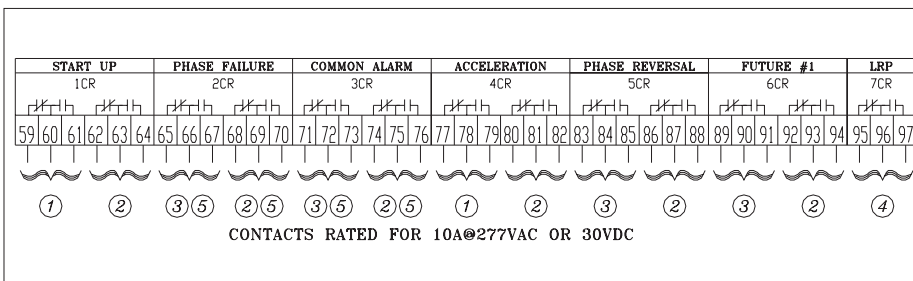 START UP PHASE FAILURE COMMON ALARM ACCELERATION PHASE REVERSAL FUTURE #1 LRP
1CR 2CR 3CR 4CR 5CR 6CR 7CR
59 60 61 62 63 64 65 66 67 68 69 70 71 72 73 74 75 76 77 78 79 80 81 82 83 84 85 86 87 88 89 90 91 92 93 94 95 96 97
1 2 3 5 2 5 3 5 2 5 1 2 3 2 3 2 4
CONTACTS RATED FOR 10A@277VAC OR 30VDC